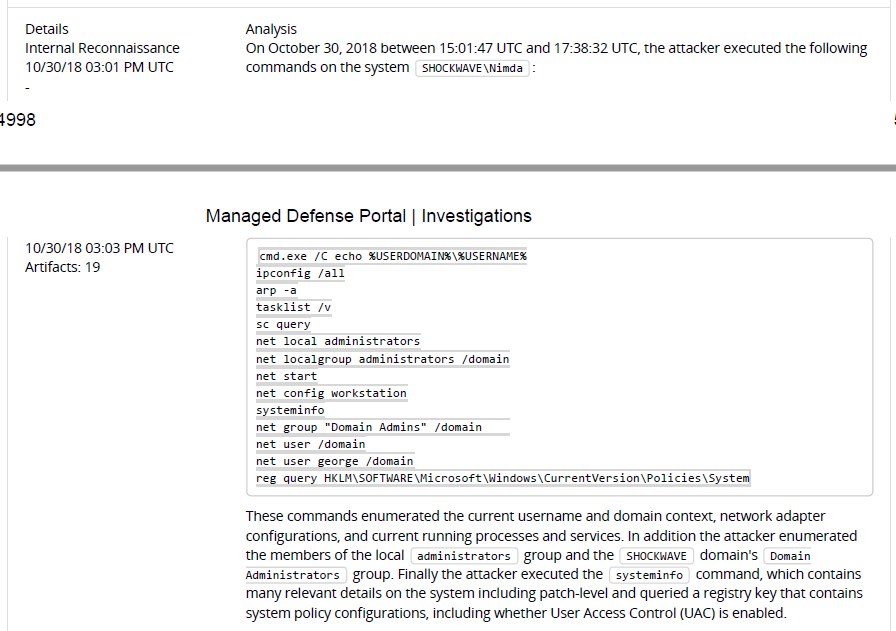 Details
Internal Reconnaissance
10/30/18 03:01 PM UTC
-
Analysis
On October 30, 2018 between 15:01:47 UTC and 17:38:32 UTC, the attacker executed the following
commands on the system SHOCKWAVE\Nimda :
4998
Managed Defense Portal | Investigations
10/30/18 03:03 PM UTC
Artifacts: 19
cmd.exe /C echo %USERDOMAIN%\%USERNAME%
ipconfig /all
arp -a
tasklist /v
sc query
net local administrators
net localgroup administrators /domain
net start
net config workstation
systeminfo
net group "Domain Admins" /domain
net user /domain
net user george /domain
reg query HKLM\SOFTWARE\Microsoft\Windows\CurrentVersion\Policies\System
These commands enumerated the current username and domain context, network adapter
configurations, and current running processes and services. In addition the attacker enumerated
the members of the local administrators group and the SHOCKWAVE domain's Domain
Administrators group. Finally the attacker executed the systeminfo command, which contains
many relevant details on the system including patch-level and queried a registry key that contains
system policy configurations, including whether User Access Control (UAC) is enabled.